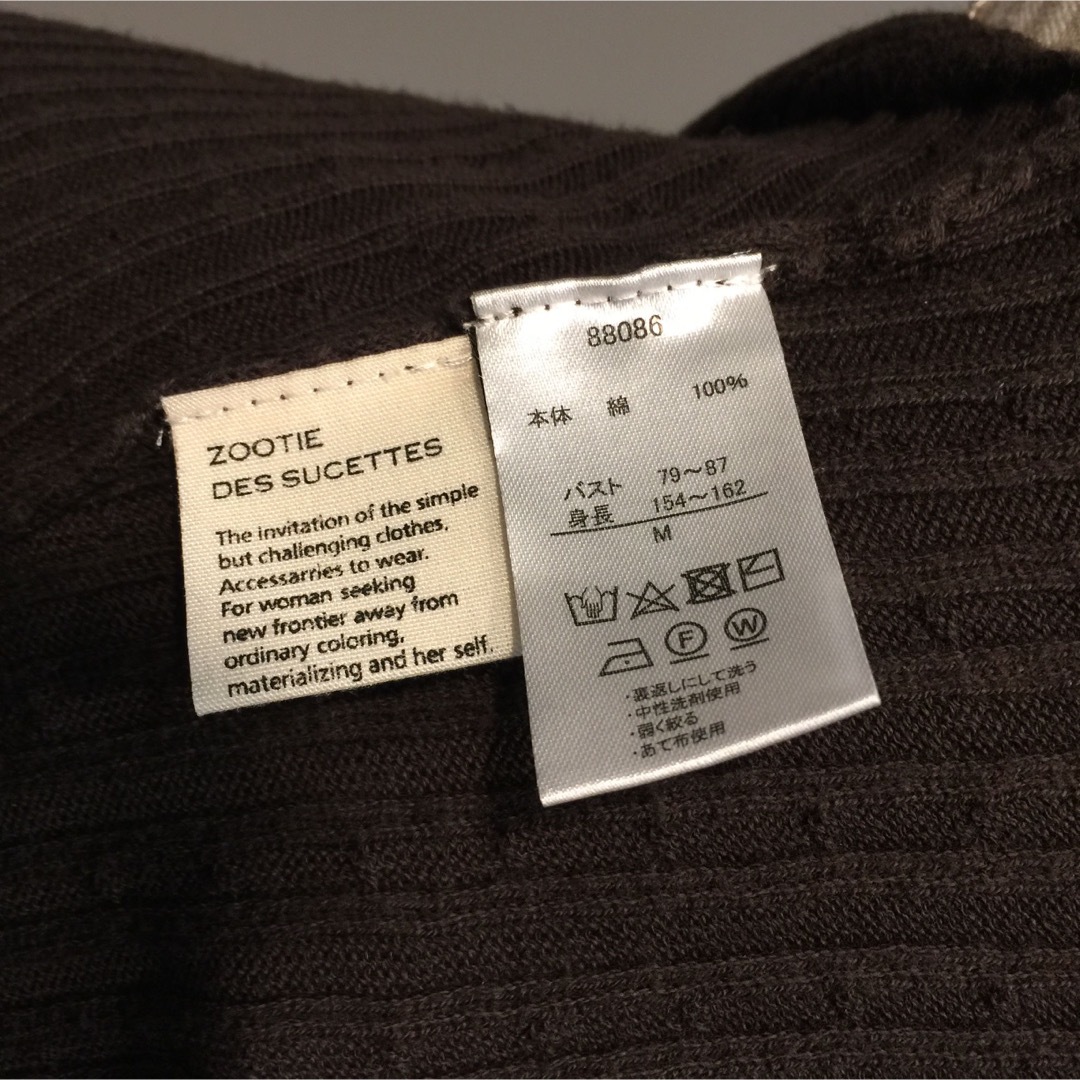 ZOOTIE
DES SUCETTES
The invitation of the simple
but challenging clothes.
Accessarries to wear.
For woman seeking
new frontier away from
ordinary coloring,
materializing and her self.
88086
本体 綿 100%
バスト 79～87
身長 154～162
M
F W
・裏返しにして洗う
・中性洗剤使用
・弱く絞る
・あて布使用